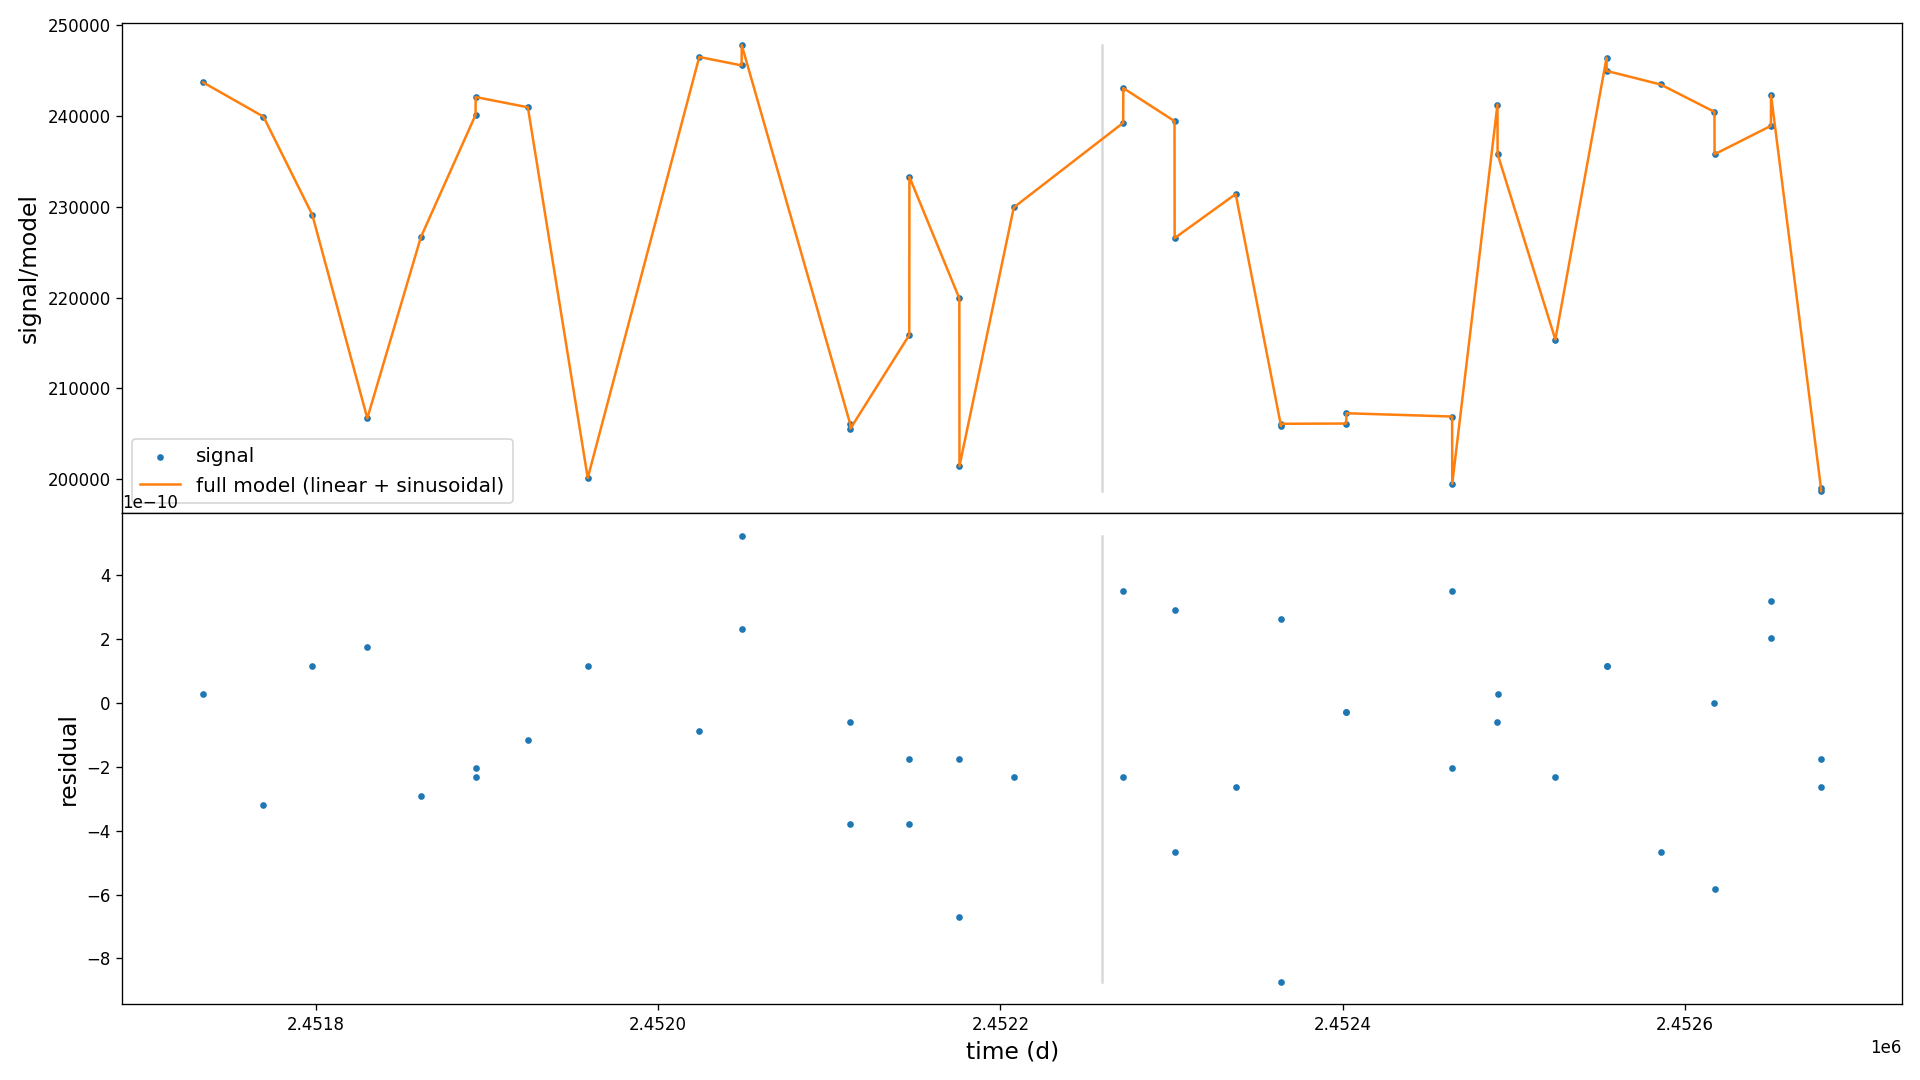 250000
240000
230000
220000
210000
200000
signal/model
signal
full model (linear + sinusoidal)
1e−10
4
2
0
−2
−4
−6
−8
residual
2.4518
2.4520
2.4522
2.4524
2.4526
time (d)
1e6